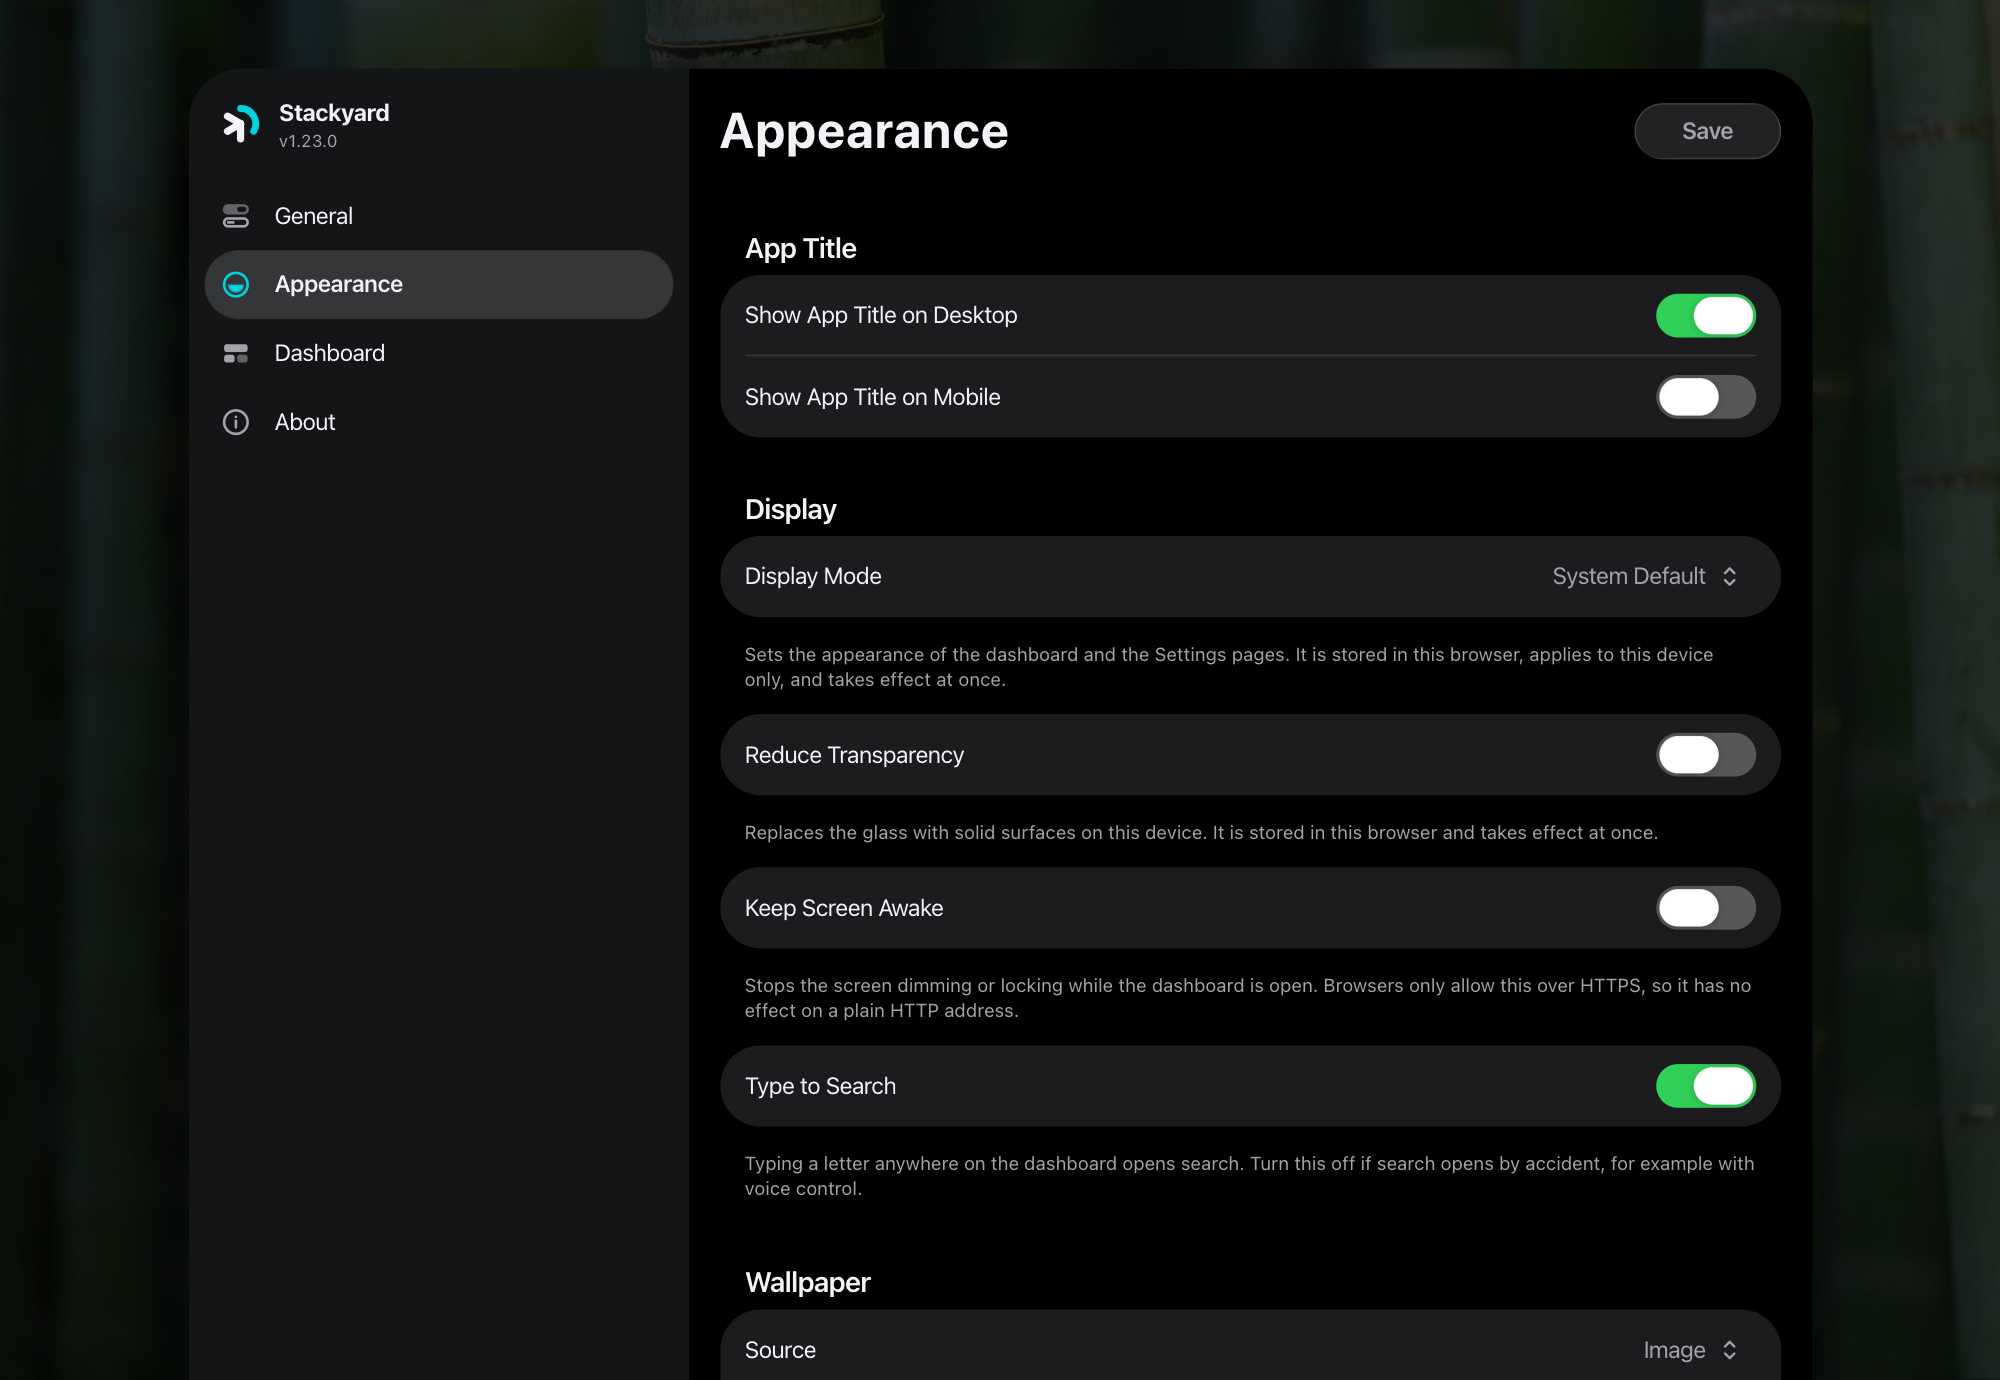 Stackyard
v1.23.0
General
Appearance
Dashboard
About
Appearance
Save
App Title
Show App Title on Desktop
Show App Title on Mobile
Display
Display Mode
System Default
Sets the appearance of the dashboard and the Settings pages. It is stored in this browser, applies to this device
only, and takes effect at once.
Reduce Transparency
Replaces the glass with solid surfaces on this device. It is stored in this browser and takes effect at once.
Keep Screen Awake
Stops the screen dimming or locking while the dashboard is open. Browsers only allow this over HTTPS, so it has no
effect on a plain HTTP address.
Type to Search
Typing a letter anywhere on the dashboard opens search. Turn this off if search opens by accident, for example with
voice control.
Wallpaper
Source
Image